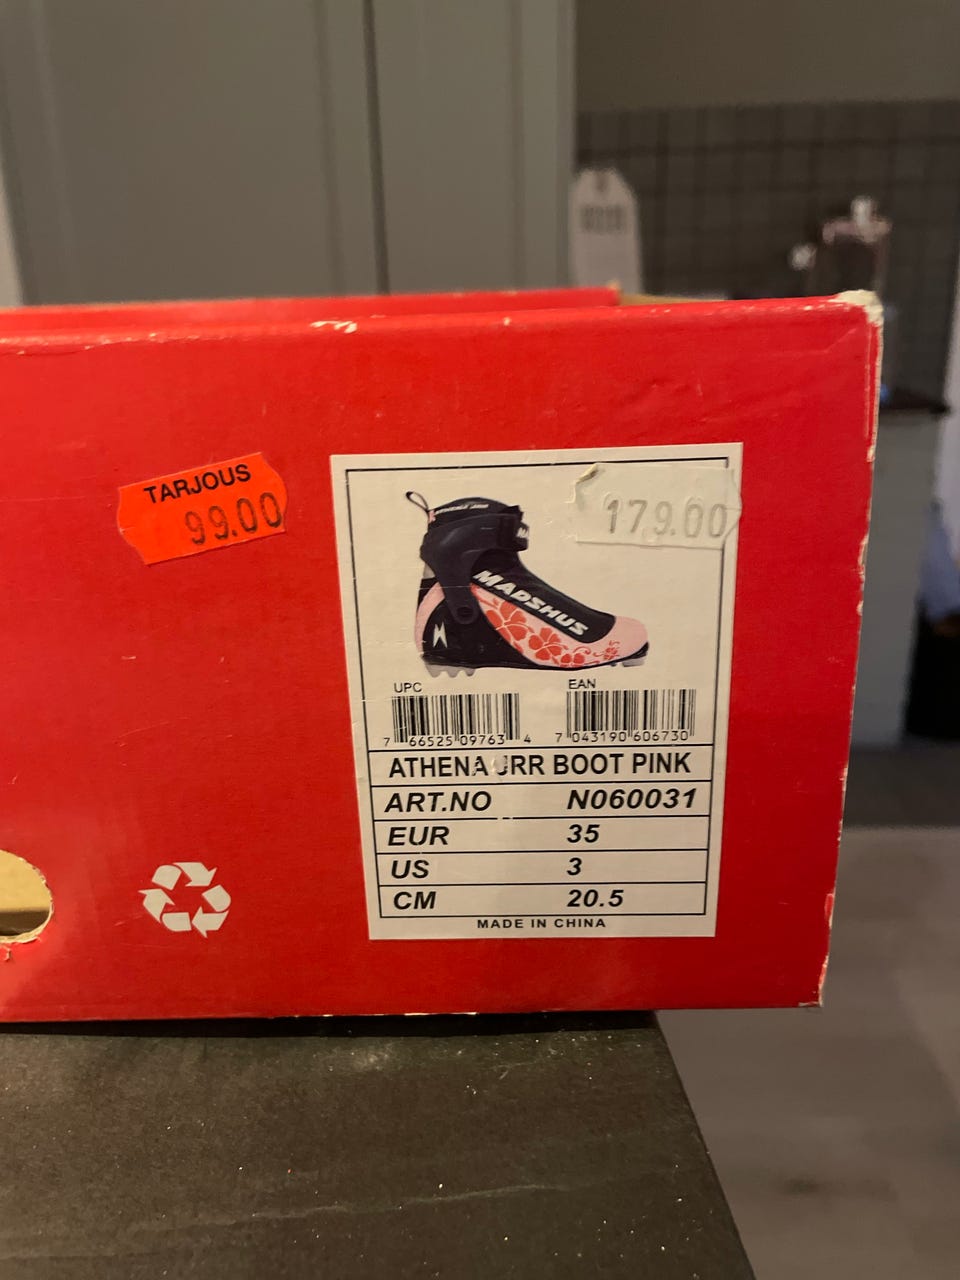 TARJOUS
99.00
179.00
MADSHUS
UPC
EAN
7 66525 09763 4
7 043190 606730
ATHENA JRR BOOT PINK
ART.NO N060031
EUR 35
US 3
CM 20.5
MADE IN CHINA